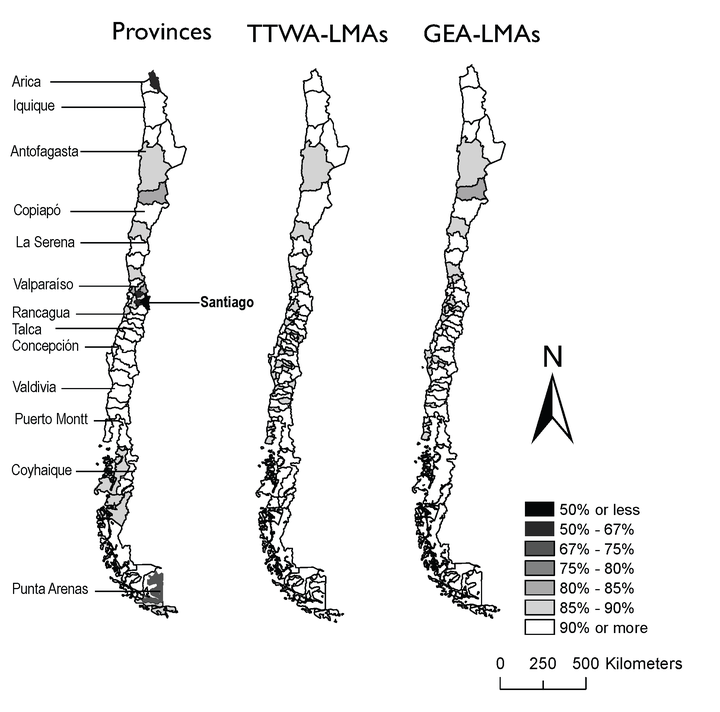 Provinces TTWA-LMAs GEA-LMAs
Arica
Iquique
Antofagasta
Copiapó
La Serena
Valparaíso
Santiago
Rancagua
Talca
Concepción
Valdivia
Puerto Montt
Coyhaique
Punta Arenas
N
50% or less
50% - 67%
67% - 75%
75% - 80%
80% - 85%
85% - 90%
90% or more
0 250 500 Kilometers